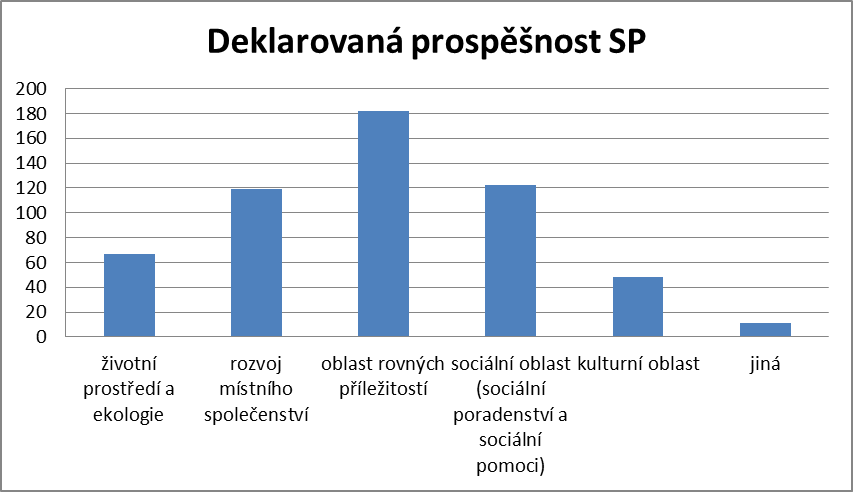 Deklarovaná prospěšnost SP
200
180
160
140
120
100
80
60
40
20
0
životní
prostředí a
ekologie
rozvoj
místního
společenství
oblast rovných
příležitostí
sociální oblast
(sociální
poradenství a
sociální
pomoci)
kulturní oblast
jiná